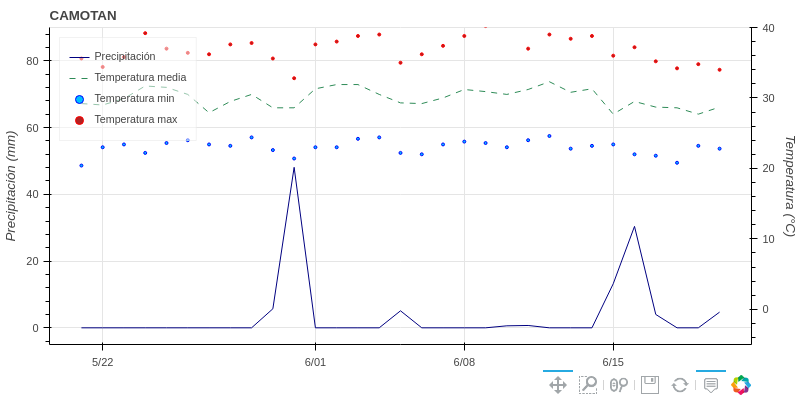 CAMOTAN
Precipitación
Temperatura media
Temperatura min
Temperatura max
Precipitación (mm)
80
60
40
20
0
Temperatura (°C)
40
30
20
10
0
5/22
6/01
6/08
6/15